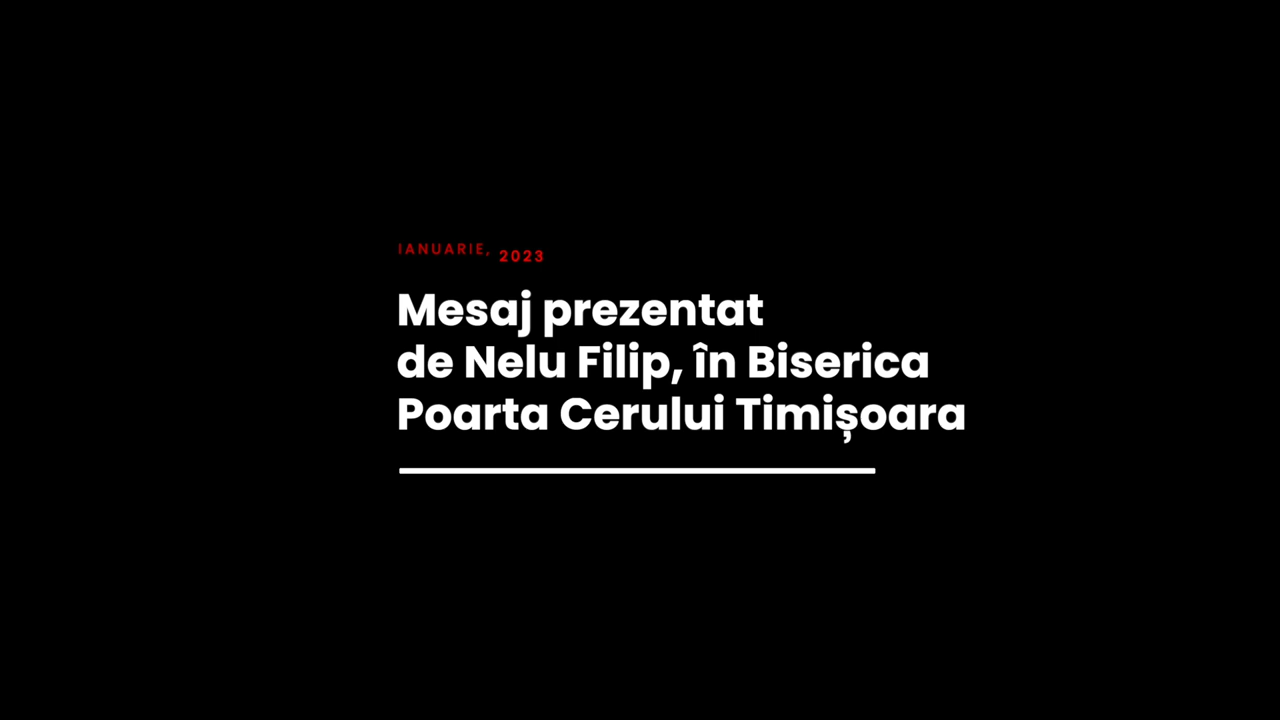 IANUARIE, 2023
Mesaj prezentat
de Nelu Filip, în Biserica
Poarta Cerului Timișoara